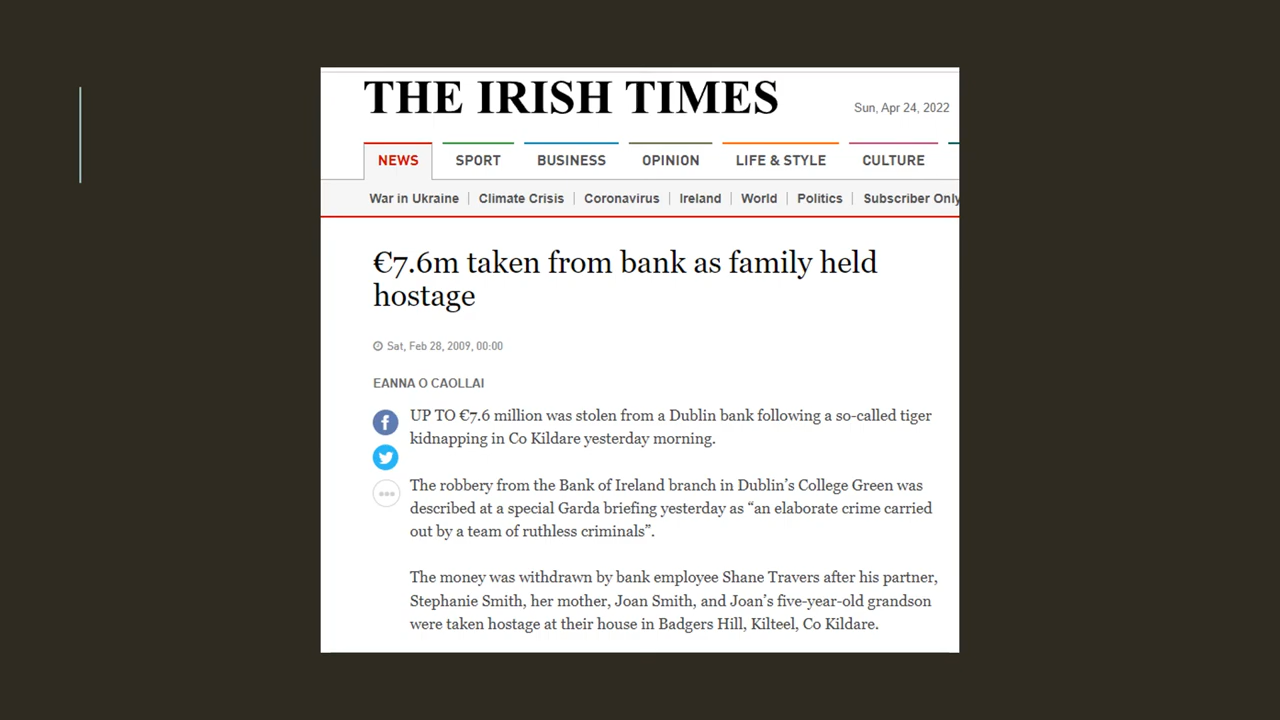 THE IRISH TIMES
Sun, Apr 24, 2022
NEWS SPORT BUSINESS OPINION LIFE & STYLE CULTURE
War in Ukraine Climate Crisis Coronavirus Ireland World Politics Subscriber Only
€7.6m taken from bank as family held
hostage
Sat, Feb 28, 2009, 00:00
EANNA O CAOLLAI
UP TO €7.6 million was stolen from a Dublin bank following a so-called tiger
kidnapping in Co Kildare yesterday morning.
The robbery from the Bank of Ireland branch in Dublin’s College Green was
described at a special Garda briefing yesterday as “an elaborate crime carried
out by a team of ruthless criminals”.
The money was withdrawn by bank employee Shane Travers after his partner,
Stephanie Smith, her mother, Joan Smith, and Joan’s five-year-old grandson
were taken hostage at their house in Badgers Hill, Kilteel, Co Kildare.